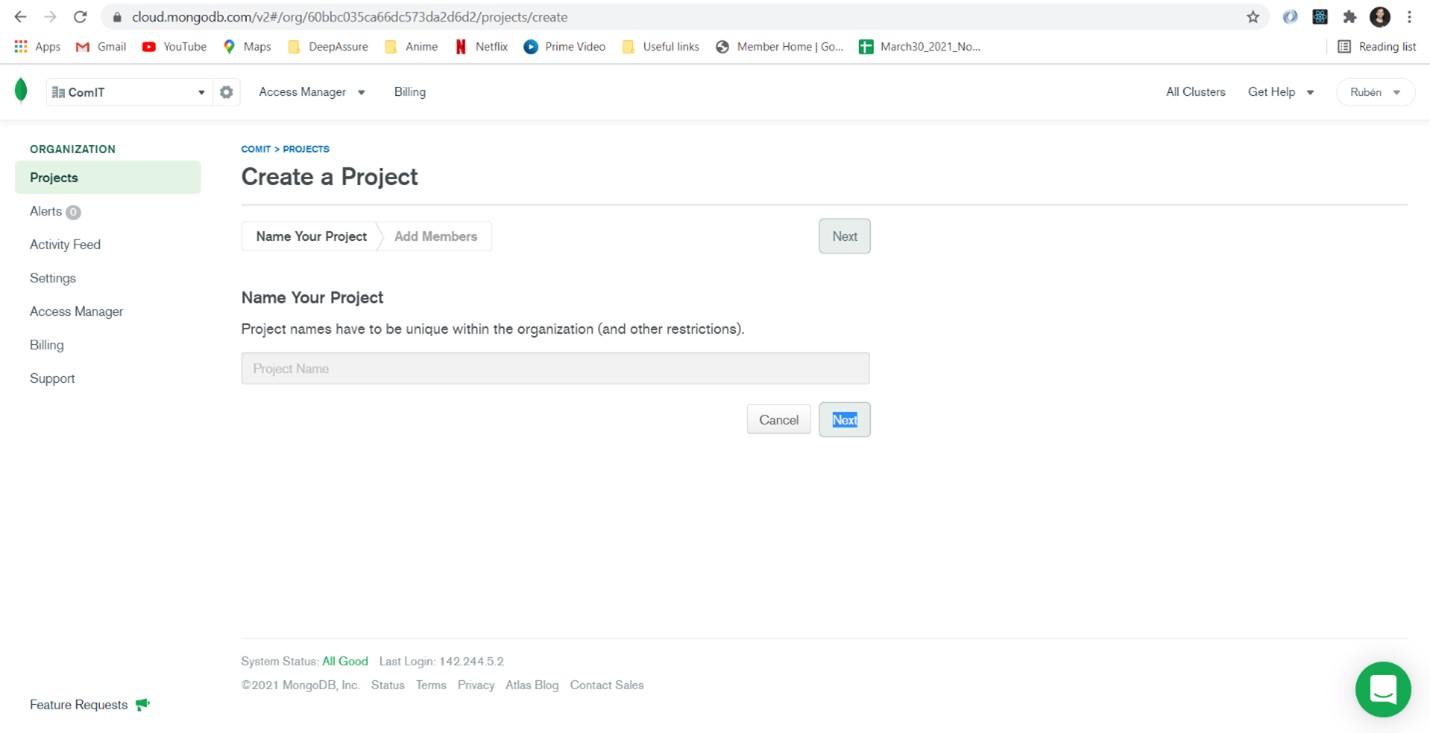 cloud.mongodb.com/v2#/org/60bbc035ca66dc573da2d6d2/projects/create
Apps Gmail YouTube Maps DeepAssure Anime Netflix Prime Video Useful links Member Home | Go... March30_2021_No... Reading list
ComIT Access Manager Billing All Clusters Get Help Rubén
ORGANIZATION
Projects
Alerts 0
Activity Feed
Settings
Access Manager
Billing
Support
Feature Requests
COMIT > PROJECTS
Create a Project
Name Your Project Add Members Next
Name Your Project
Project names have to be unique within the organization (and other restrictions).
Project Name
Cancel Next
System Status: All Good Last Login: 142.244.5.2
©2021 MongoDB, Inc. Status Terms Privacy Atlas Blog Contact Sales